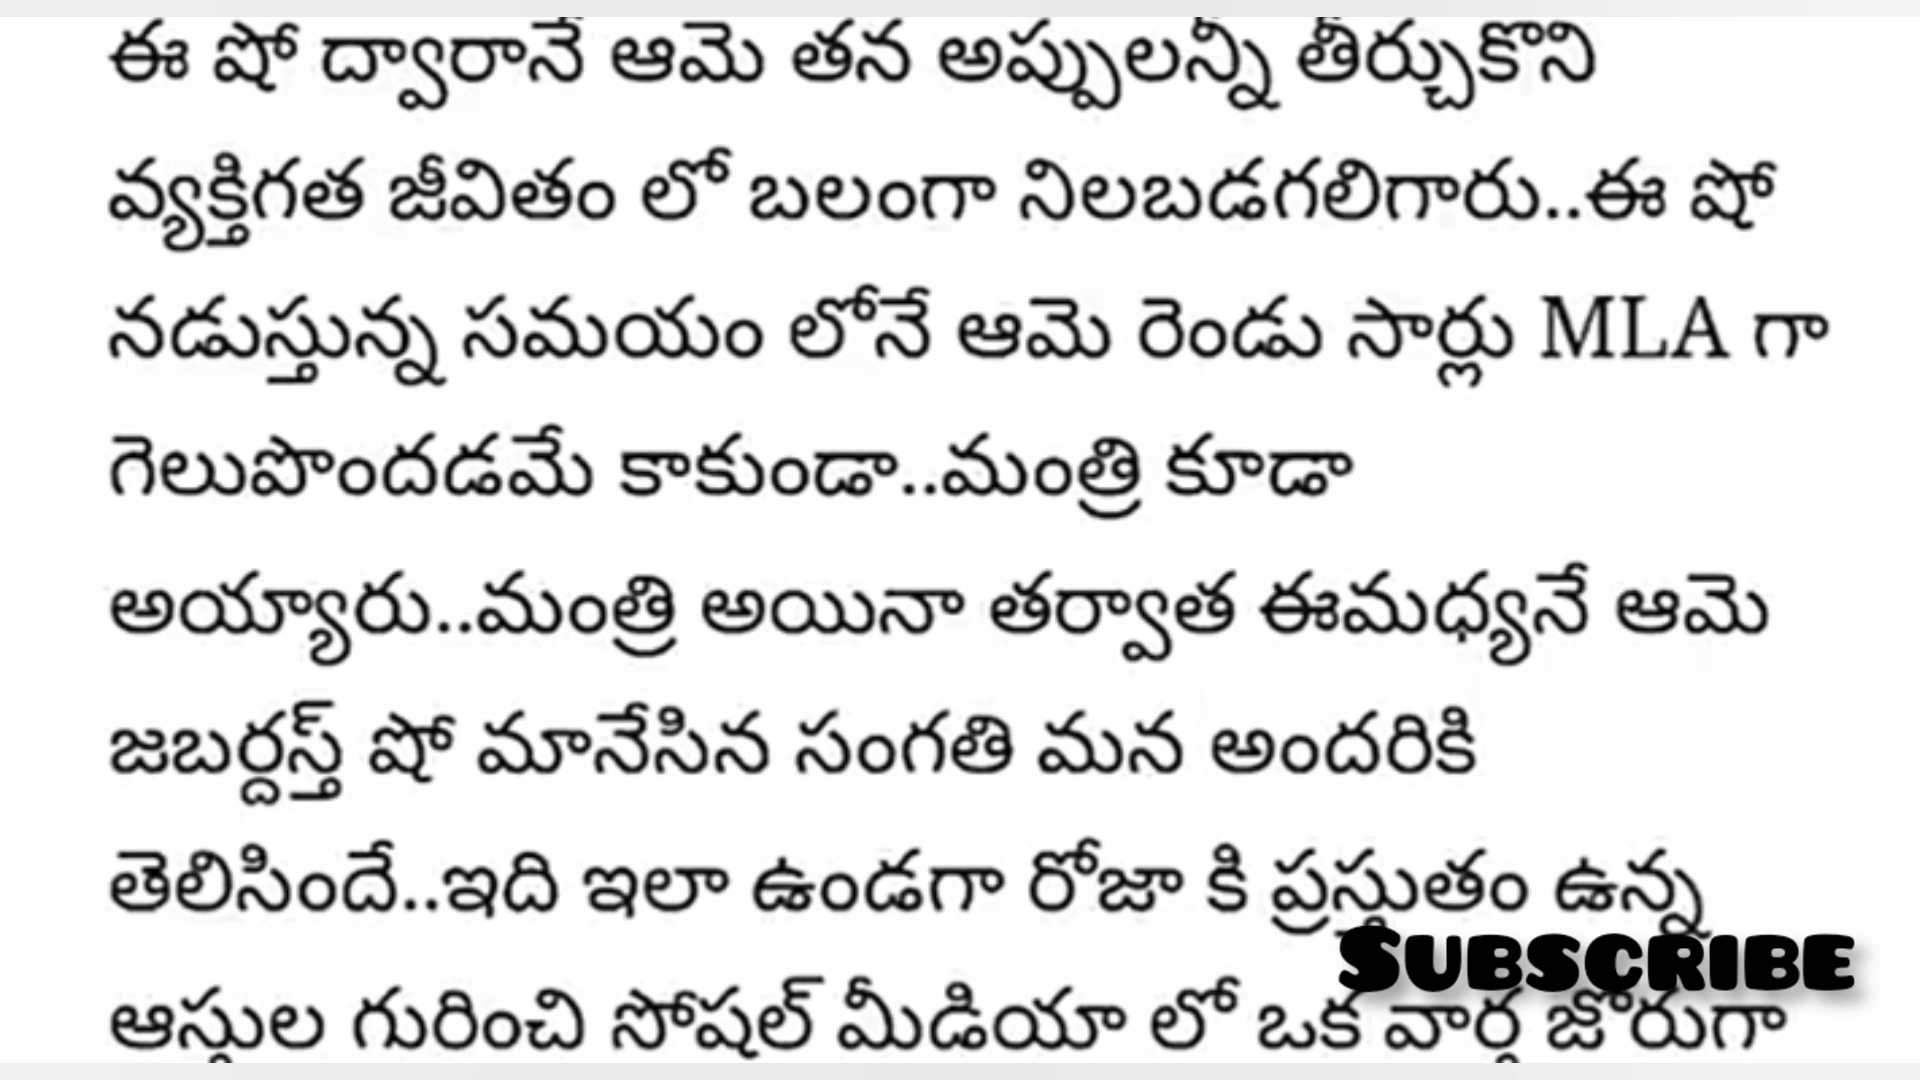 ఈ షో ద్వారానే ఆమె తన అప్పులన్నీ తీర్చుకొని
వ్యక్తిగత జీవితం లో బలంగా నిలబడగలిగారు..ఈ షో
నడుస్తున్న సమయం లోనే ఆమె రెండు సార్లు MLA గా
గెలుపొందడమే కాకుండా..మంత్రి కూడా
అయ్యారు..మంత్రి అయినా తర్వాత ఈమధ్యనే ఆమె
జబర్దస్త్ షో మానేసిన సంగతి మన అందరికి
తెలిసిందే..ఇది ఇలా ఉండగా రోజా కి ప్రస్తుతం ఉన్న
SUBSCRIBE
ఆస్తుల గురించి సోషల్ మీడియా లో ఒక వార్త జోరుగా